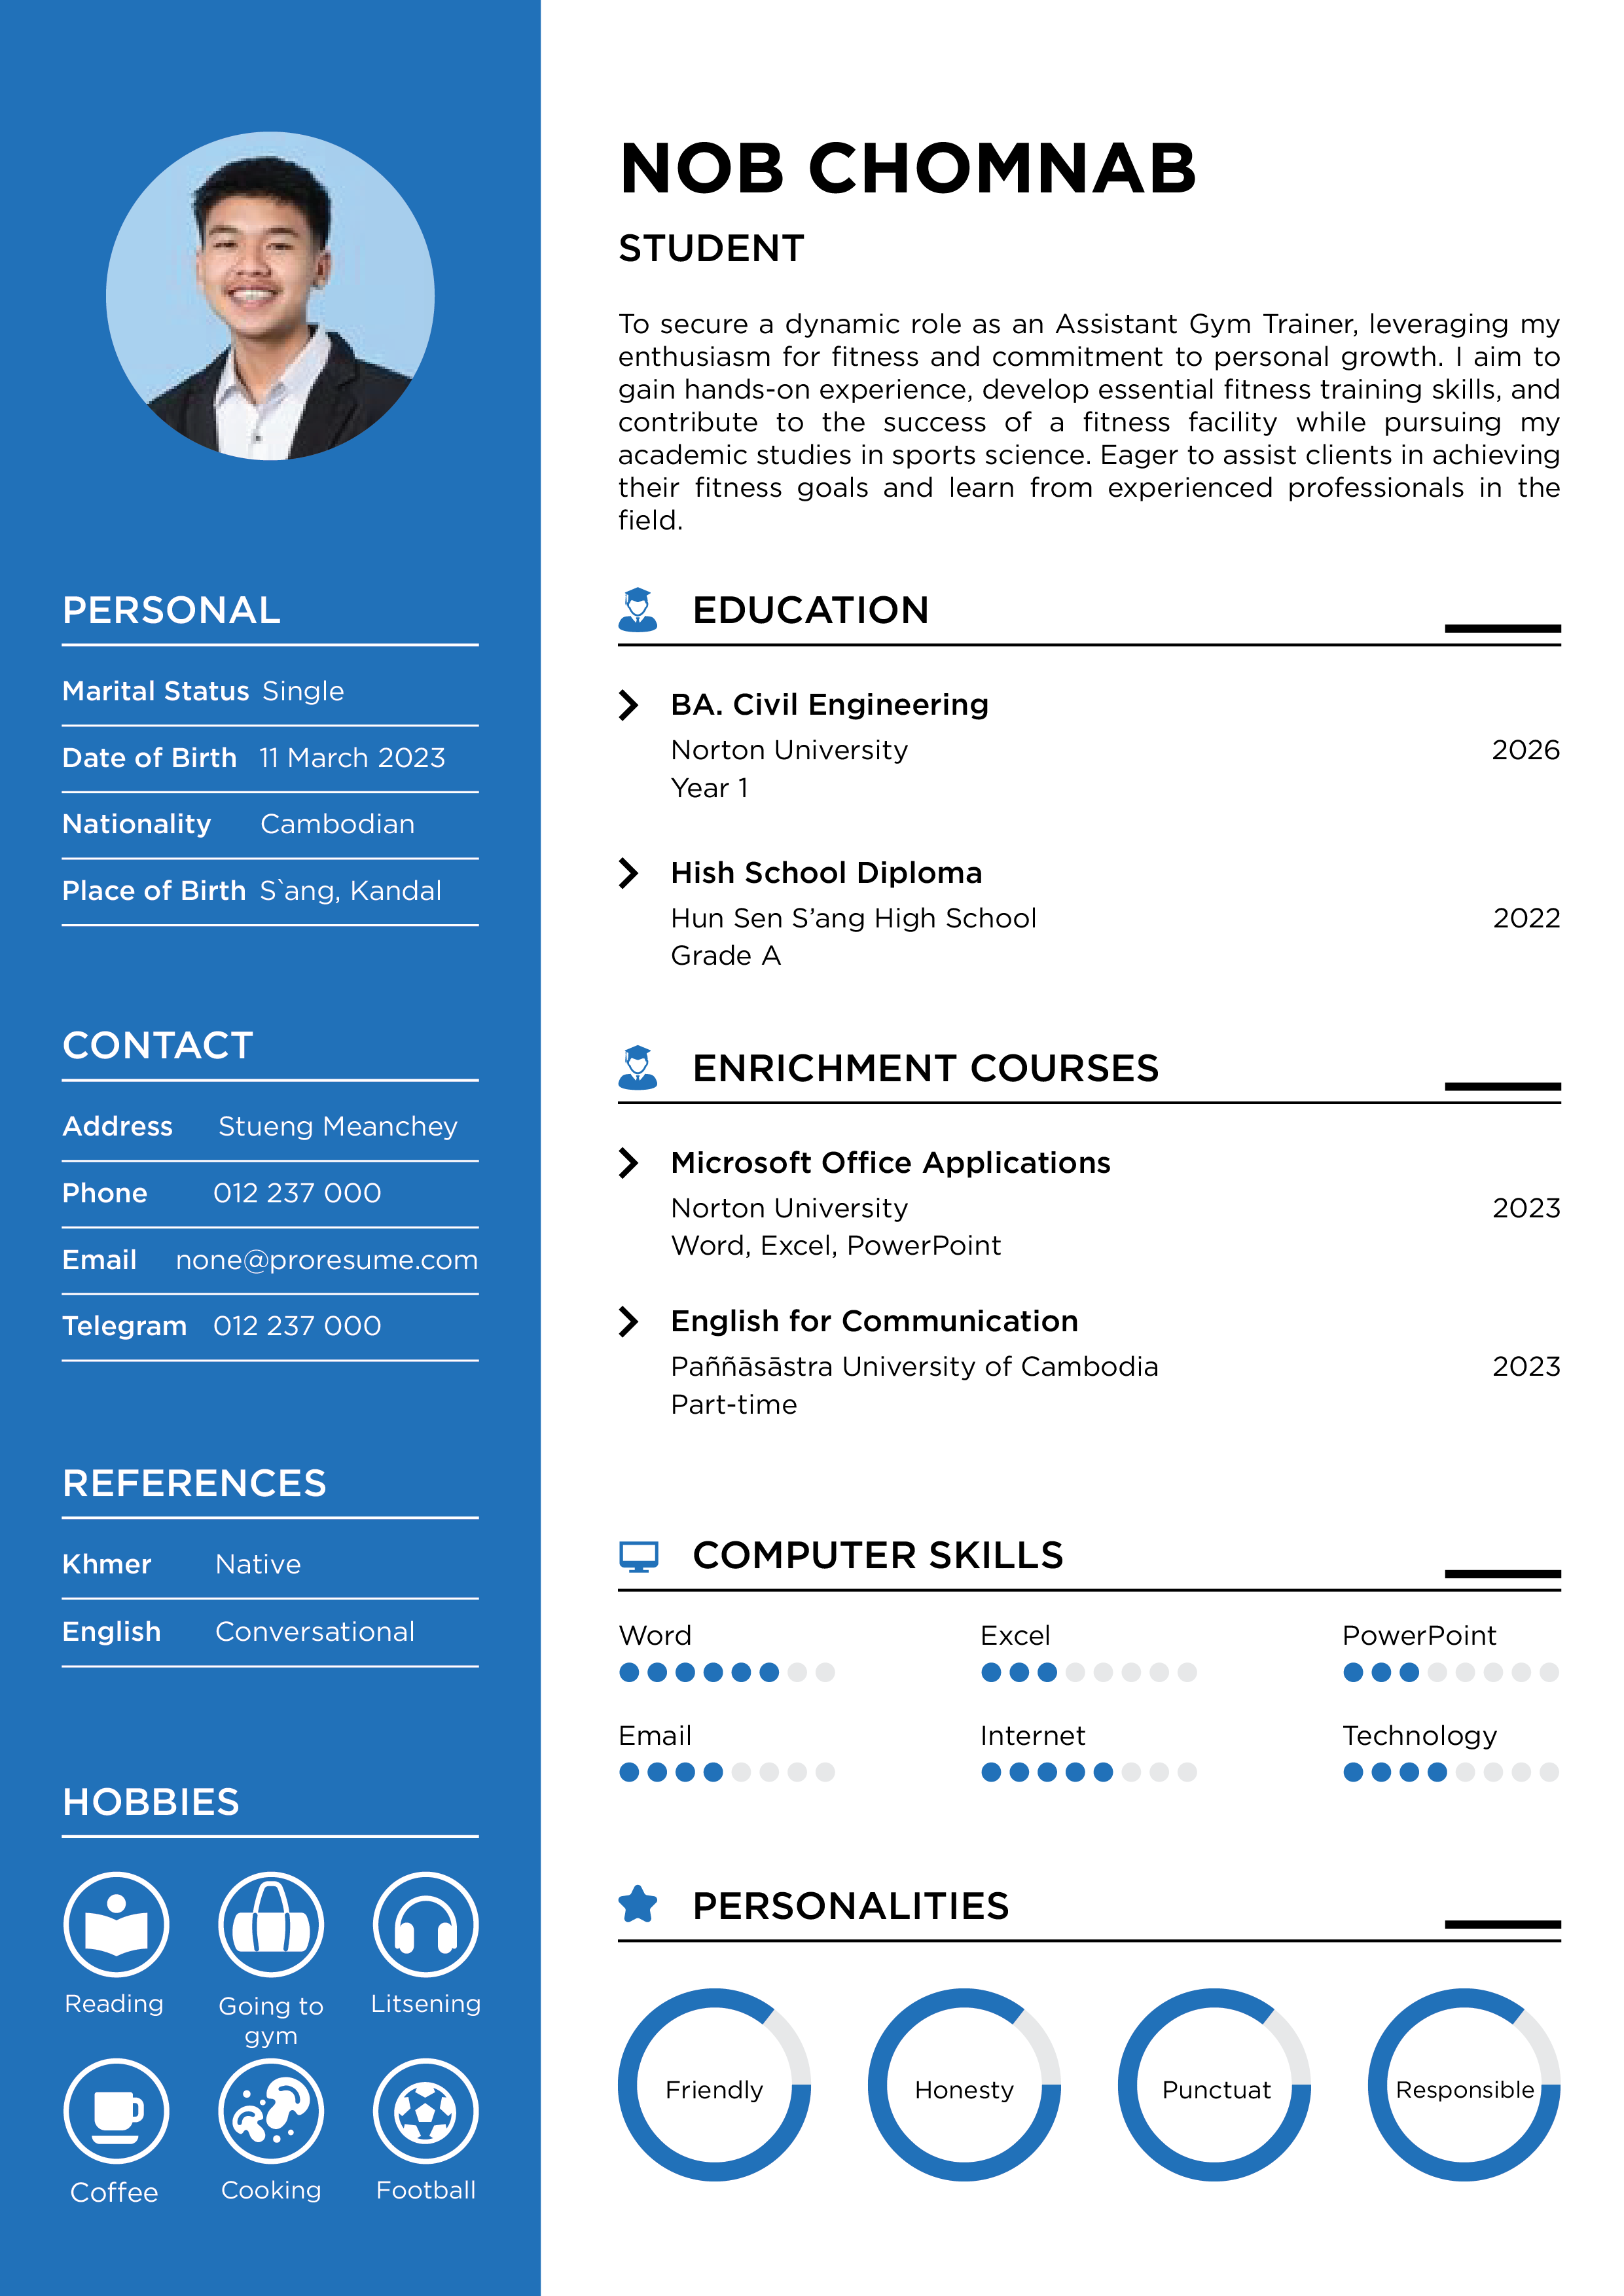 NOB CHOMNAB
STUDENT
To secure a dynamic role as an Assistant Gym Trainer, leveraging my
enthusiasm for fitness and commitment to personal growth. I aim to
gain hands-on experience, develop essential fitness training skills, and
contribute to the success of a fitness facility while pursuing my
academic studies in sports science. Eager to assist clients in achieving
their fitness goals and learn from experienced professionals in the
field.
PERSONAL
Marital Status Single
Date of Birth 11 March 2023
Nationality Cambodian
Place of Birth S`ang, Kandal
CONTACT
Address Stueng Meanchey
Phone 012 237 000
Email none@proresume.com
Telegram 012 237 000
REFERENCES
Khmer Native
English Conversational
HOBBIES
Reading
Going to
gym
Litsening
Coffee
Cooking
Football
EDUCATION
BA. Civil Engineering
Norton University 2026
Year 1
Hish School Diploma
Hun Sen S’ang High School 2022
Grade A
ENRICHMENT COURSES
Microsoft Office Applications
Norton University 2023
Word, Excel, PowerPoint
English for Communication
Paññāsāstra University of Cambodia 2023
Part-time
COMPUTER SKILLS
Word Excel PowerPoint
Email Internet Technology
PERSONALITIES
Friendly Honesty Punctuat Responsible